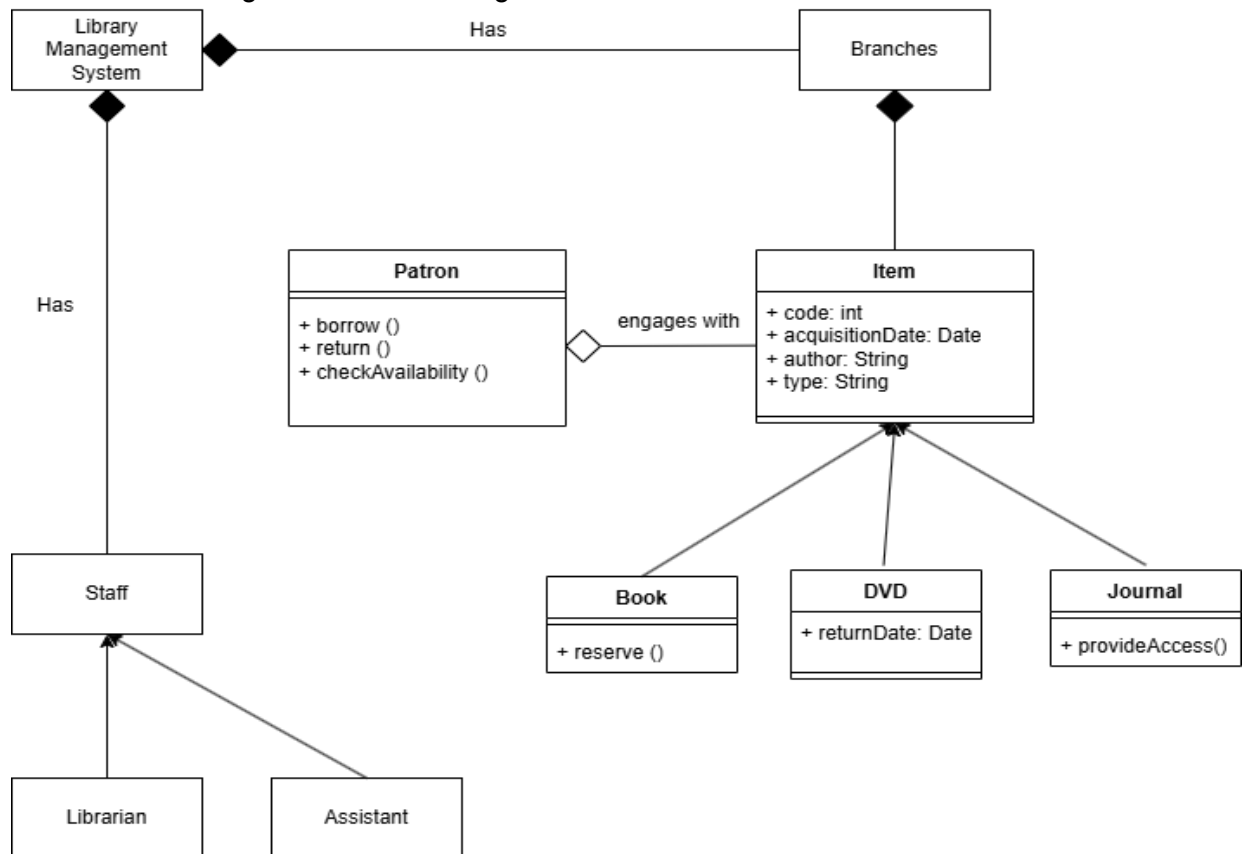 Library
Management
System
Has
Branches
Has
Patron
+ borrow ()
+ return ()
+ checkAvailability ()
engages with
Item
+ code: int
+ acquisitionDate: Date
+ author: String
+ type: String
Staff
Book
+ reserve ()
DVD
+ returnDate: Date
Journal
+ provideAccess()
Librarian
Assistant